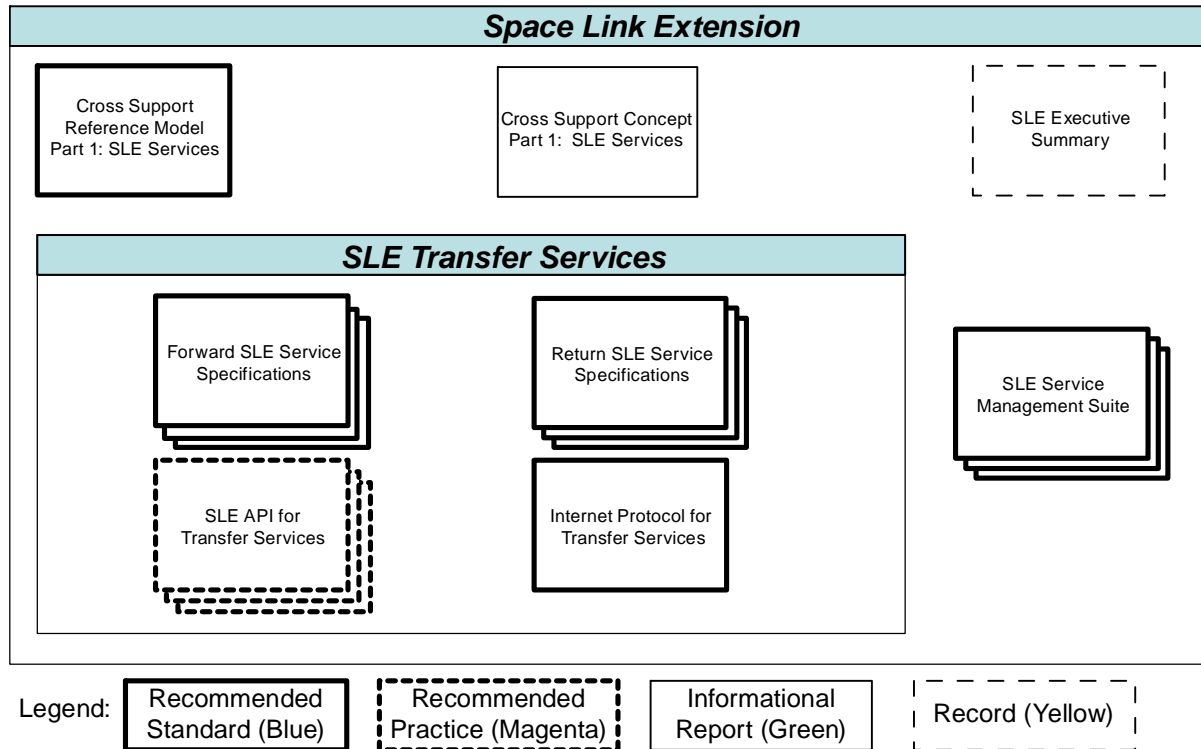 Space Link Extension
Cross Support
Reference Model
Part 1: SLE Services
Cross Support Concept
Part 1: SLE Services
SLE Executive
Summary
SLE Transfer Services
Forward SLE Service
Specifications
Return SLE Service
Specifications
SLE Service
Management Suite
SLE API for
Transfer Services
Internet Protocol for
Transfer Services
Legend:
Recommended
Standard (Blue)
Recommended
Practice (Magenta)
Informational
Report (Green)
Record (Yellow)